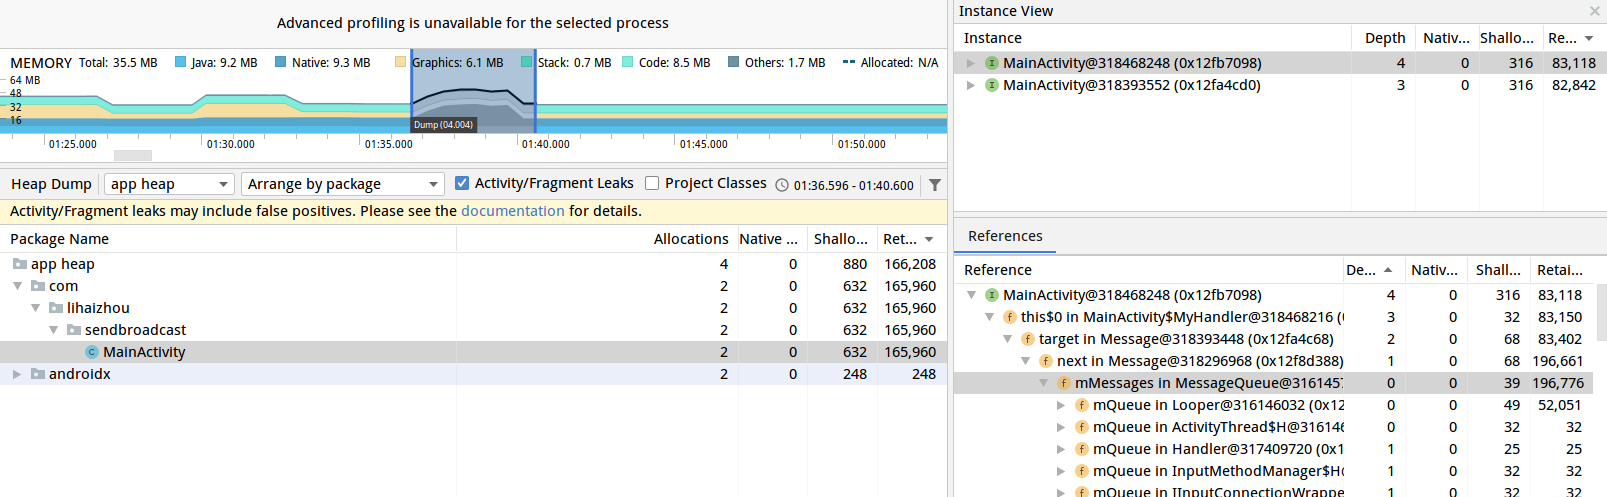 Advanced profiling is unavailable for the selected process
MEMORY Total: 35.5 MB Java: 9.2 MB Native: 9.3 MB Graphics: 6.1 MB Stack: 0.7 MB Code: 8.5 MB Others: 1.7 MB Allocated: N/A
64 MB
48
32
16
Dump (04.004)
01:25.000 01:30.000 01:35.000 01:40.000 01:45.000 01:50.000
Heap Dump app heap Arrange by package Activity/Fragment Leaks Project Classes 01:36.596 - 01:40.600
Activity/Fragment leaks may include false positives. Please see the documentation for details.
Package Name Allocations Native ... Shallo... Ret...
app heap 4 0 880 166,208
com 2 0 632 165,960
lihaizhou 2 0 632 165,960
sendbroadcast 2 0 632 165,960
MainActivity 2 0 632 165,960
androidx 2 0 248 248
Instance View
Instance Depth Nativ... Shallo... Re...
MainActivity@318468248 (0x12fb7098) 4 0 316 83,118
MainActivity@318393552 (0x12fa4cd0) 3 0 316 82,842
References
Reference De... Nativ... Shall... Retai...
MainActivity@318468248 (0x12fb7098) 4 0 316 83,118
this$0 in MainActivity$MyHandler@318468216 ( 3 0 32 83,150
target in Message@318393448 (0x12fa4c68) 2 0 68 83,402
next in Message@318296968 (0x12f8d388) 1 0 68 196,661
mMessages in MessageQueue@3161457 0 0 39 196,776
mQueue in Looper@316146032 (0x12 0 0 49 52,051
mQueue in ActivityThread$H@316146 0 0 32 32
mQueue in Handler@317409720 (0x1 1 0 25 25
mQueue in InputMethodManager$H 1 0 32 32
mQueue in IInputConnectionWrappe 1 0 32 32